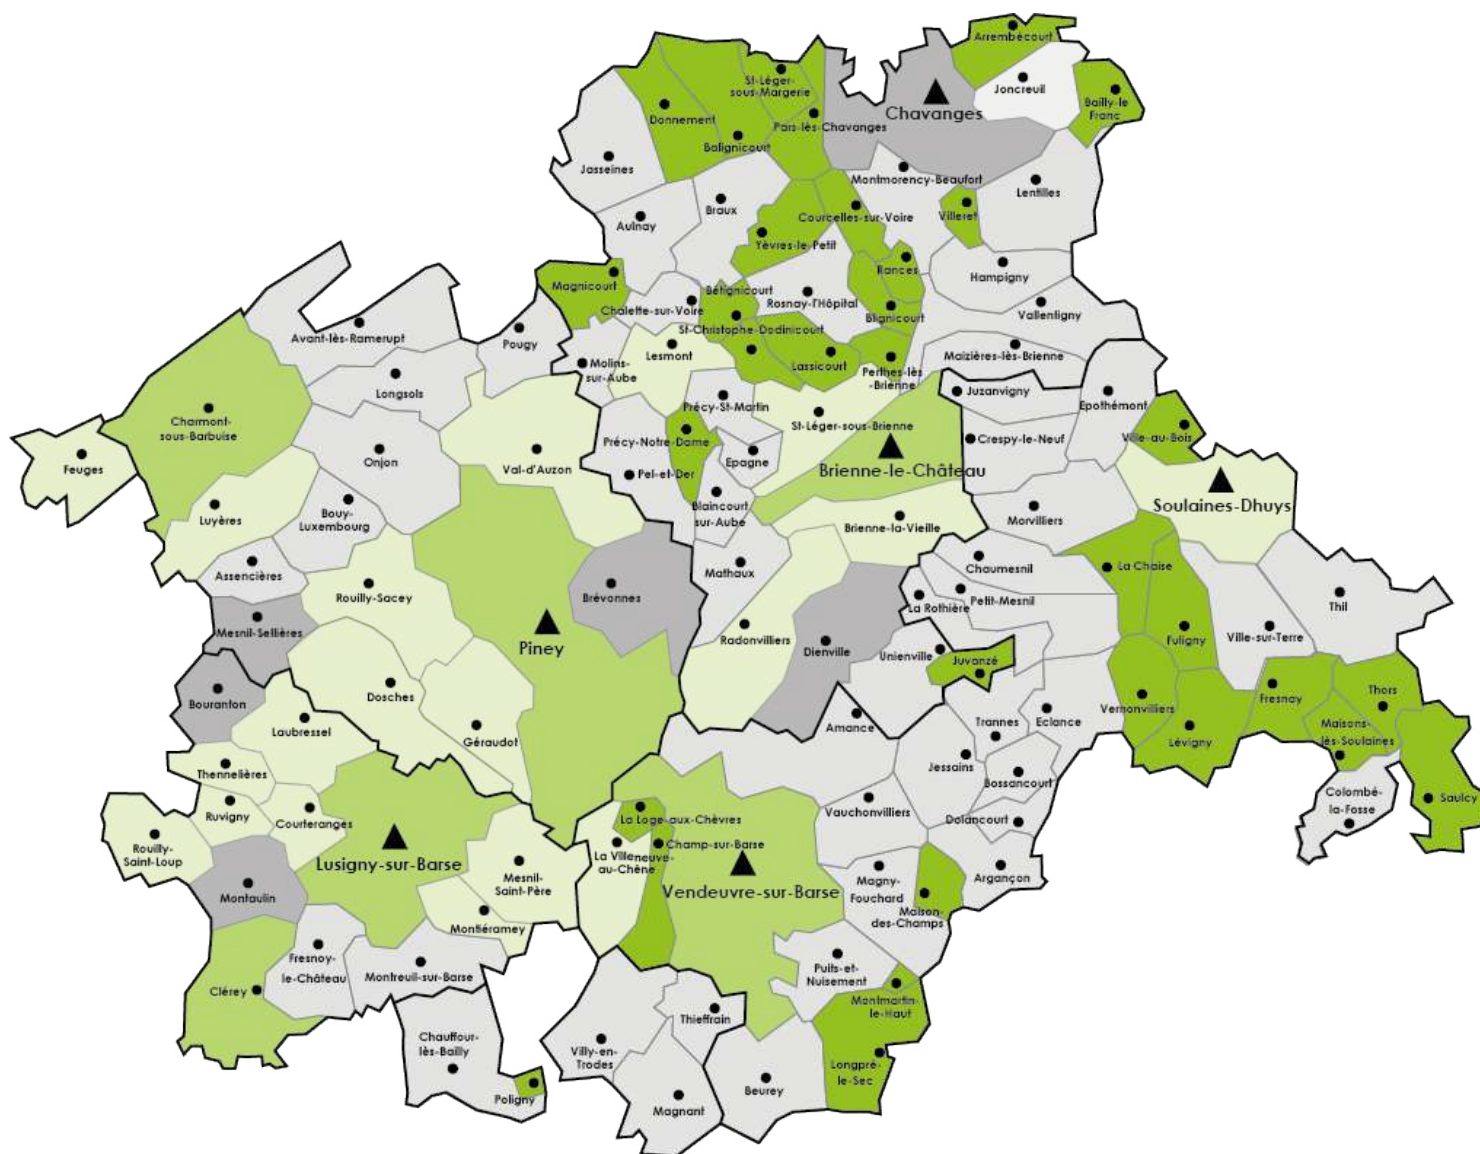 Arrembécourt
St-Léger-
sous-Margerie
Joncreuil
Bailly-le
Franc
Donnement
Chavanges
Pars-lès-Chavanges
Balignicourt
Jasseines
Montmorency-Beaufort
Lentilles
Braux
Courcelles-sur-Voire
Villeret
Aulnay
Yèvres-le-Petit
Rances
Hampigny
Magnicourt
Bétignicourt
Rosnay-l'Hôpital
Chalette-sur-Voire
Blignicourt
Vallentigny
St-Christophe-Dodinicourt
Avant-lès-Ramerupt
Pougy
Lesmont
Maizières-lès-Brienne
Molins-
sur-Aube
Lassicourt
Perthes-lès
-Brienne
Longsols
Juzanvigny
Epothémont
Précy-St-Martin
Charmont-
sous-Barbuise
St-Léger-sous-Brienne
Ville-au-Bois
Crespy-le-Neuf
Précy-Notre-Dame
Feuges
Onjon
Val-d'Auzon
Epagne
Brienne-le-Château
Pel-et-Der
Soulaines-Dhuys
Luyères
Bouy-
Luxembourg
Blaincourt
sur-Aube
Morvilliers
Brienne-la-Vieille
Chaumesnil
La Chaise
Assencières
Mathaux
Rouilly-Sacey
Brévonnes
Petit-Mesnil
La Rothière
Thil
Mesnil-Sellières
Radonvilliers
Piney
Dienville
Unienville
Juvanzé
Fuligny
Ville-sur-Terre
Dosches
Bouranton
Fresnay
Thors
Vernonvilliers
Laubressel
Géraudot
Amance
Trannes
Eclance
Lévigny
Maisons-
lès-Soulaines
Jessains
Thennelières
Bossancourt
Colombé-
la-Fosse
Saulcy
Ruvigny
Courteranges
La Loge-aux-Chèvres
Vauchonvilliers
Dolancourt
Rouilly-
Saint-Loup
Lusigny-sur-Barse
La Villeneuve-
au-Chêne
Champ-sur-Barse
Mesnil-
Saint-Père
Vendeuvre-sur-Barse
Argançon
Montaulin
Magny-
Fouchard
Maison-
des-Champs
Montiéramey
Fresnoy-
le-Château
Montreuil-sur-Barse
Puits-et-
Nuisement
Clérey
Montmartin-
le-Haut
Thieffrain
Chauffour-
lès-Bailly
Villy-en-
Trodes
Longpré-
le-Sec
Beurey
Poligny
Magnant